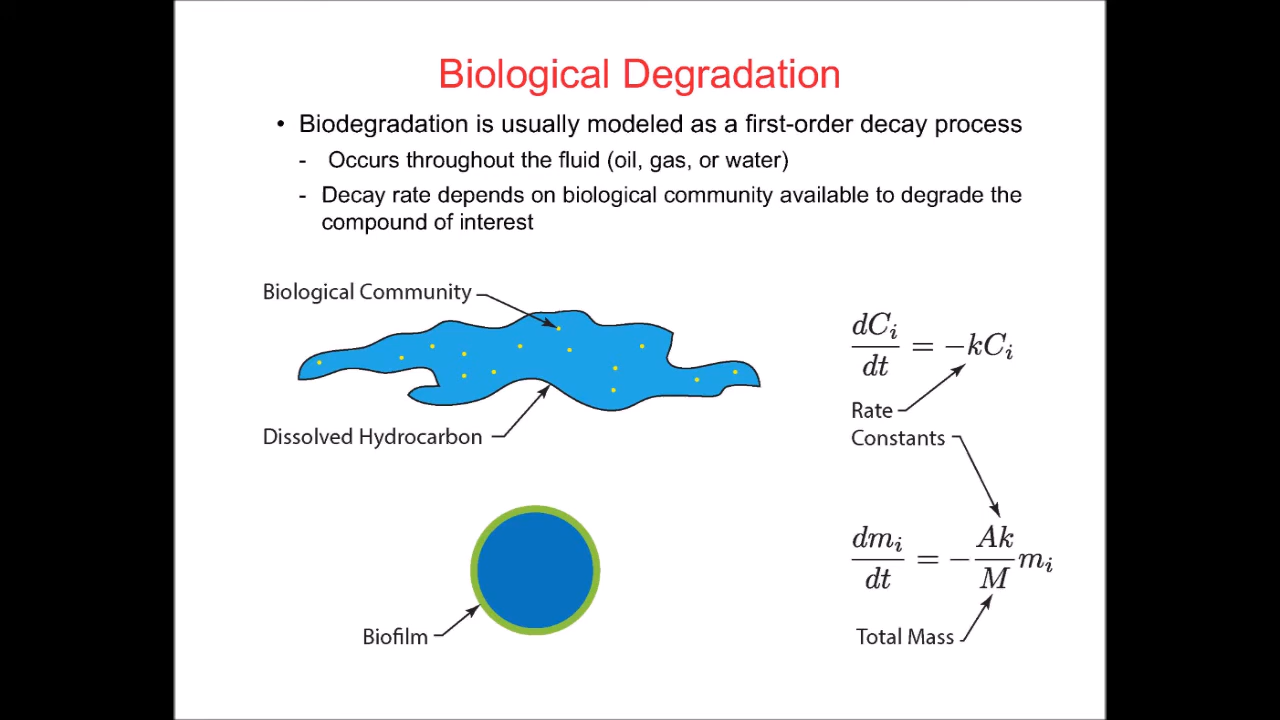 Biological Degradation
• Biodegradation is usually modeled as a first-order decay process
- Occurs throughout the fluid (oil, gas, or water)
- Decay rate depends on biological community available to degrade the
compound of interest
Biological Community
Dissolved Hydrocarbon
Biofilm
dC_i/dt = −kC_i
Rate
Constants
dm_i/dt = −(Ak/M)m_i
Total Mass